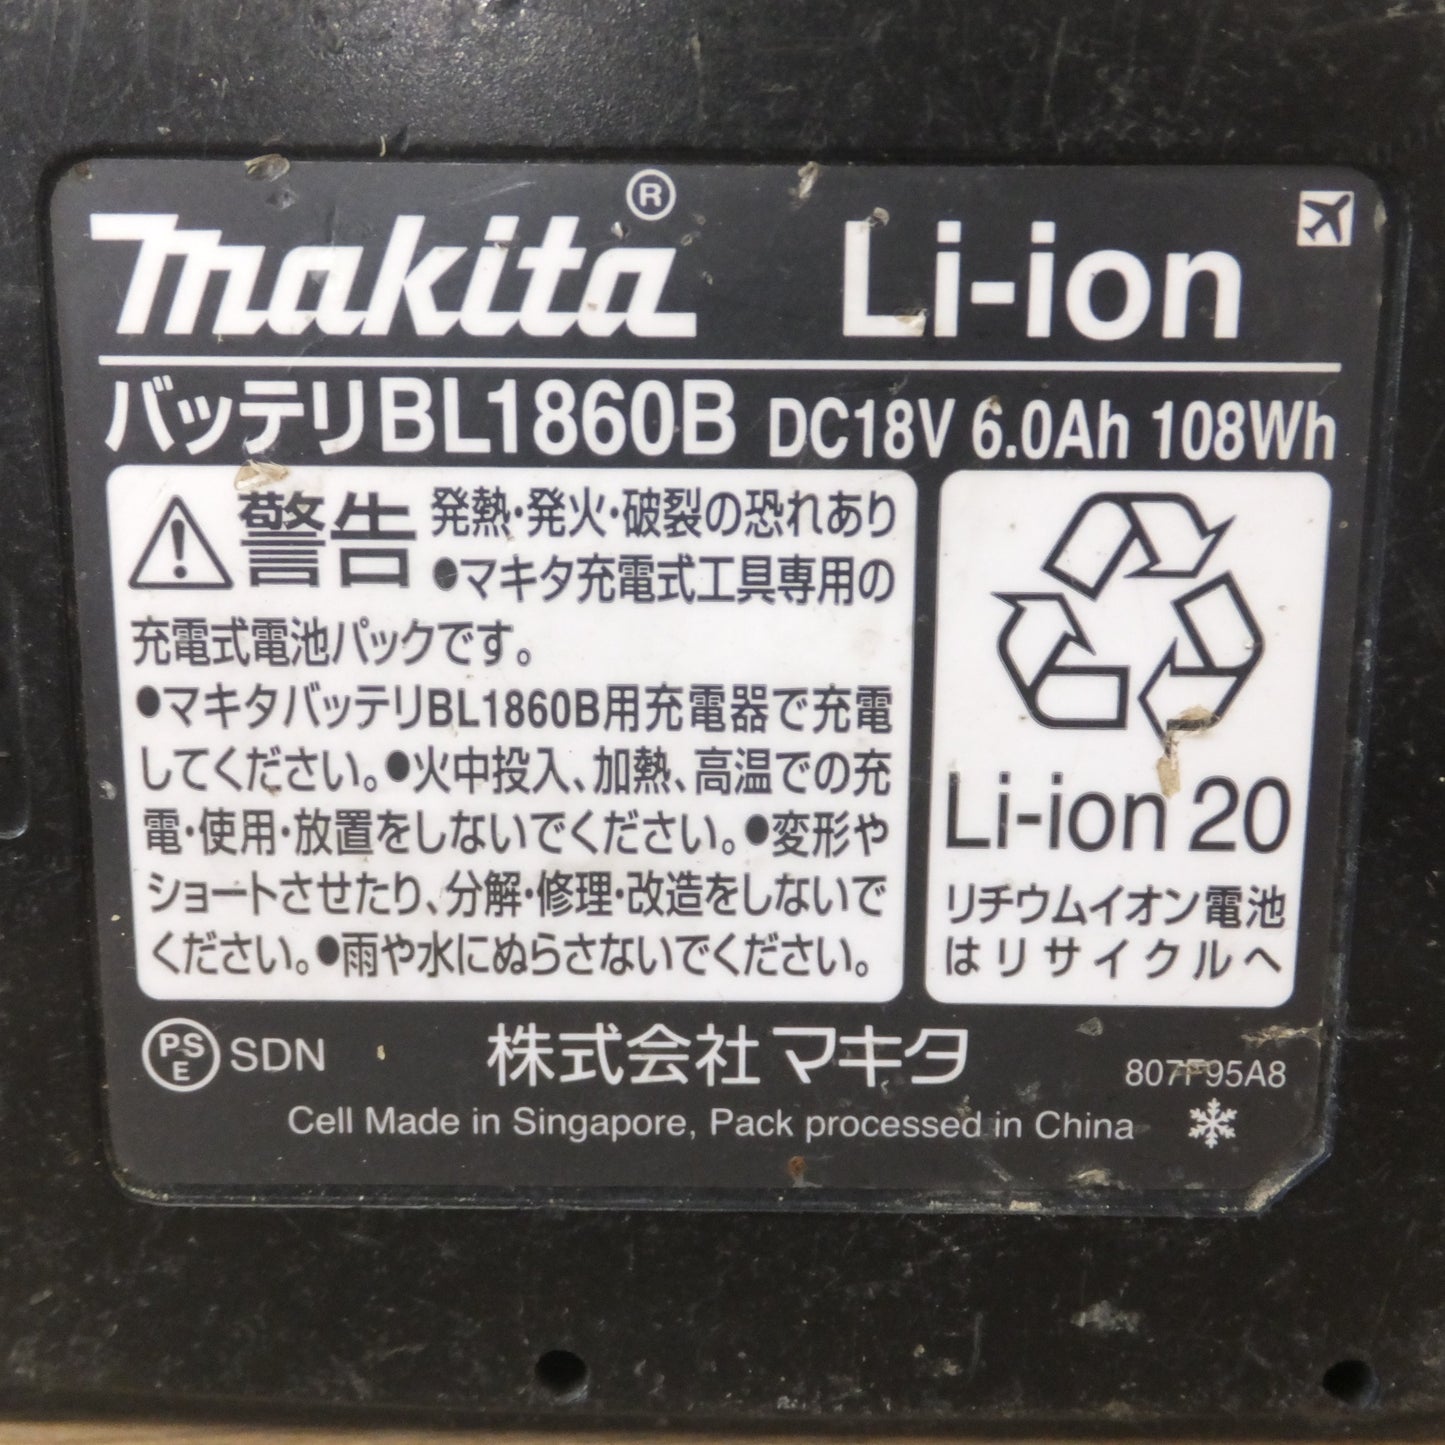 makita® Li-ion
バッテリBL1860B DC18V 6.0Ah 108Wh
警告 発熱・発火・破裂の恐れあり
●マキタ充電式工具専用の
充電式電池パックです。
●マキタバッテリBL1860B用充電器で充電
してください。●火中投入、加熱、高温での充
電・使用・放置をしないでください。●変形や
ショートさせたり、分解・修理・改造をしないで
ください。●雨や水にぬらさないでください。
Li-ion 20
リチウムイオン電池
はリサイクルへ
PSE SDN 株式会社マキタ 807F95A8
Cell Made in Singapore, Pack processed in China